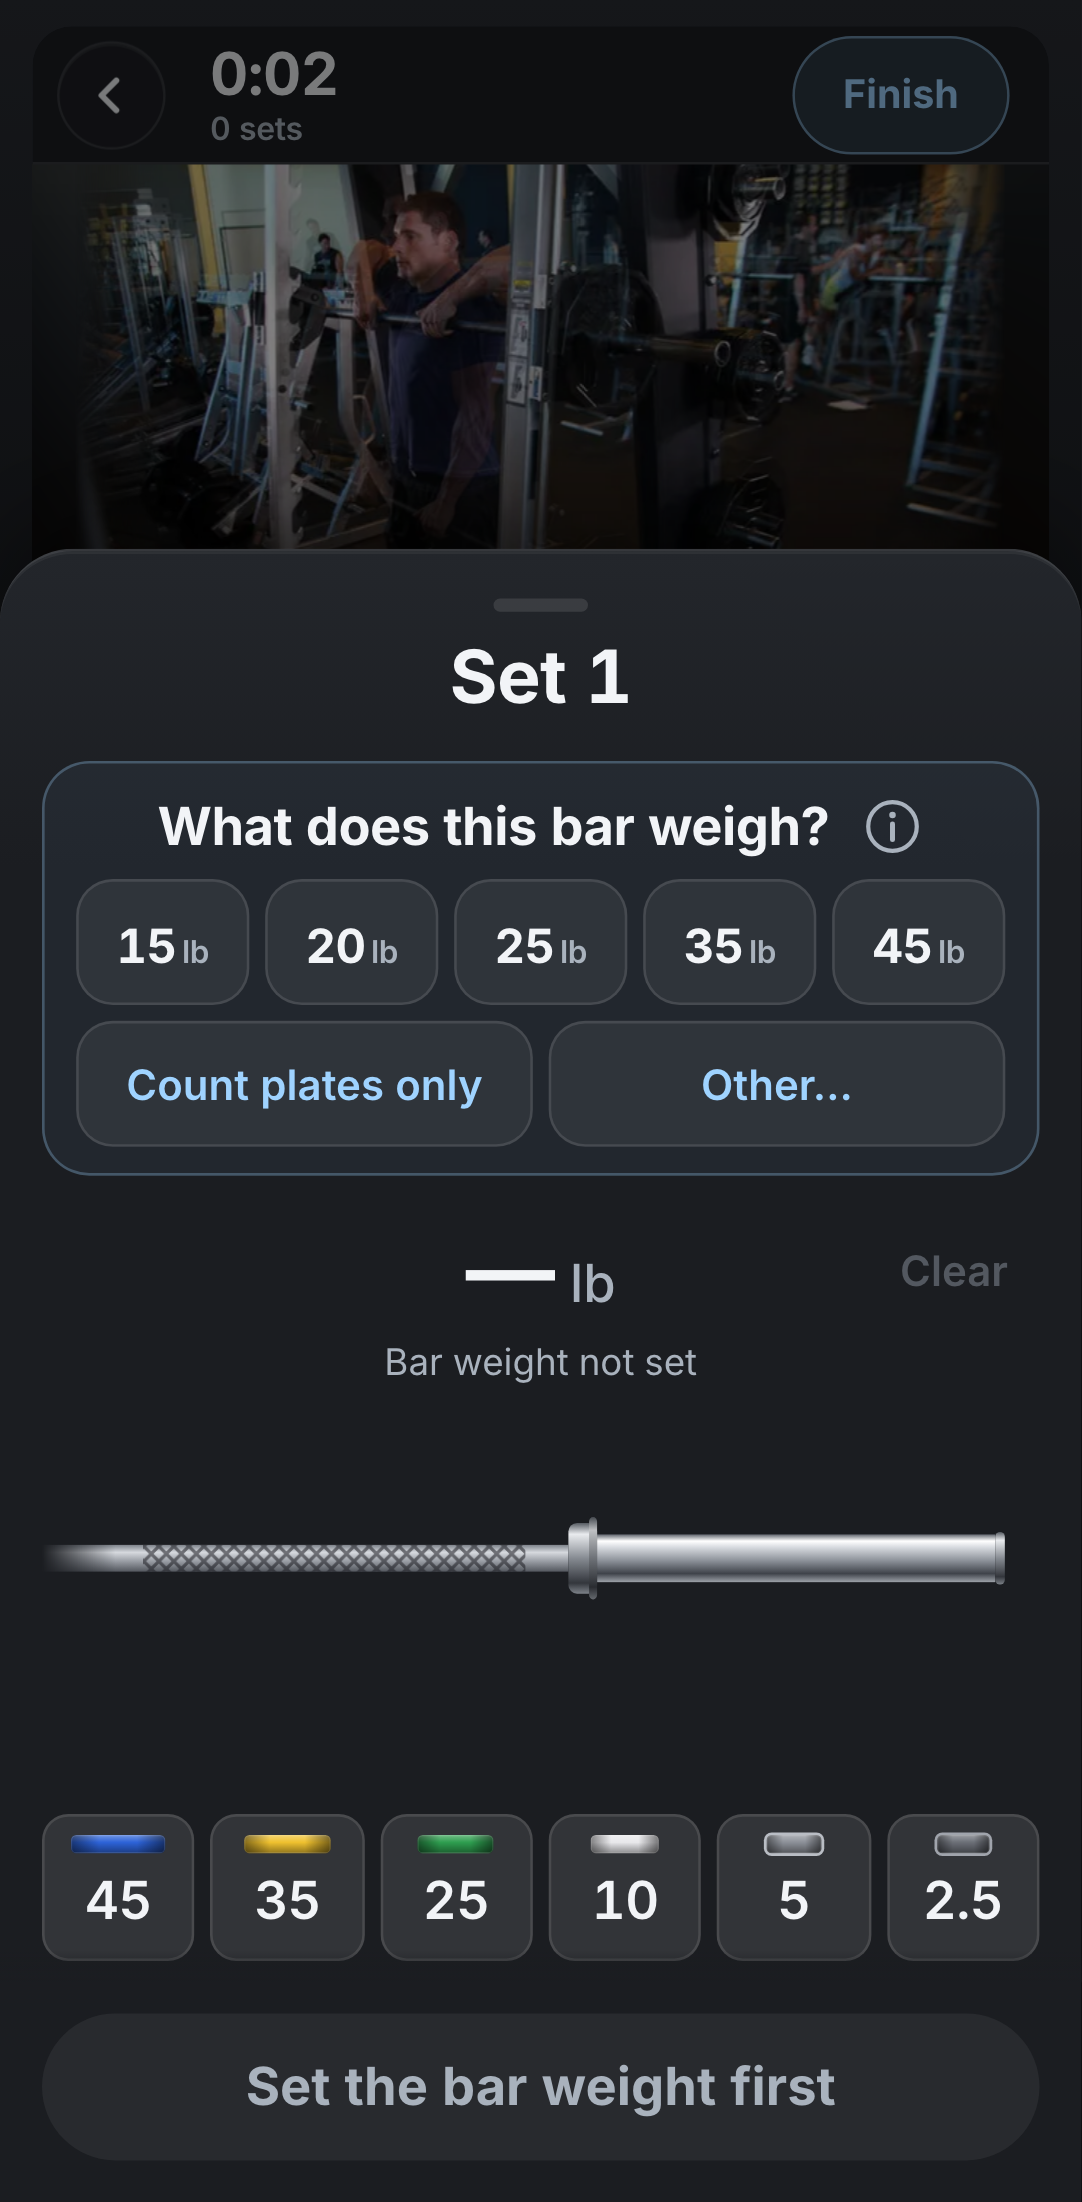 0:02
0 sets
Finish
Set 1
What does this bar weigh?
15 lb
20 lb
25 lb
35 lb
45 lb
Count plates only
Other...
— lb
Clear
Bar weight not set
45
35
25
10
5
2.5
Set the bar weight first